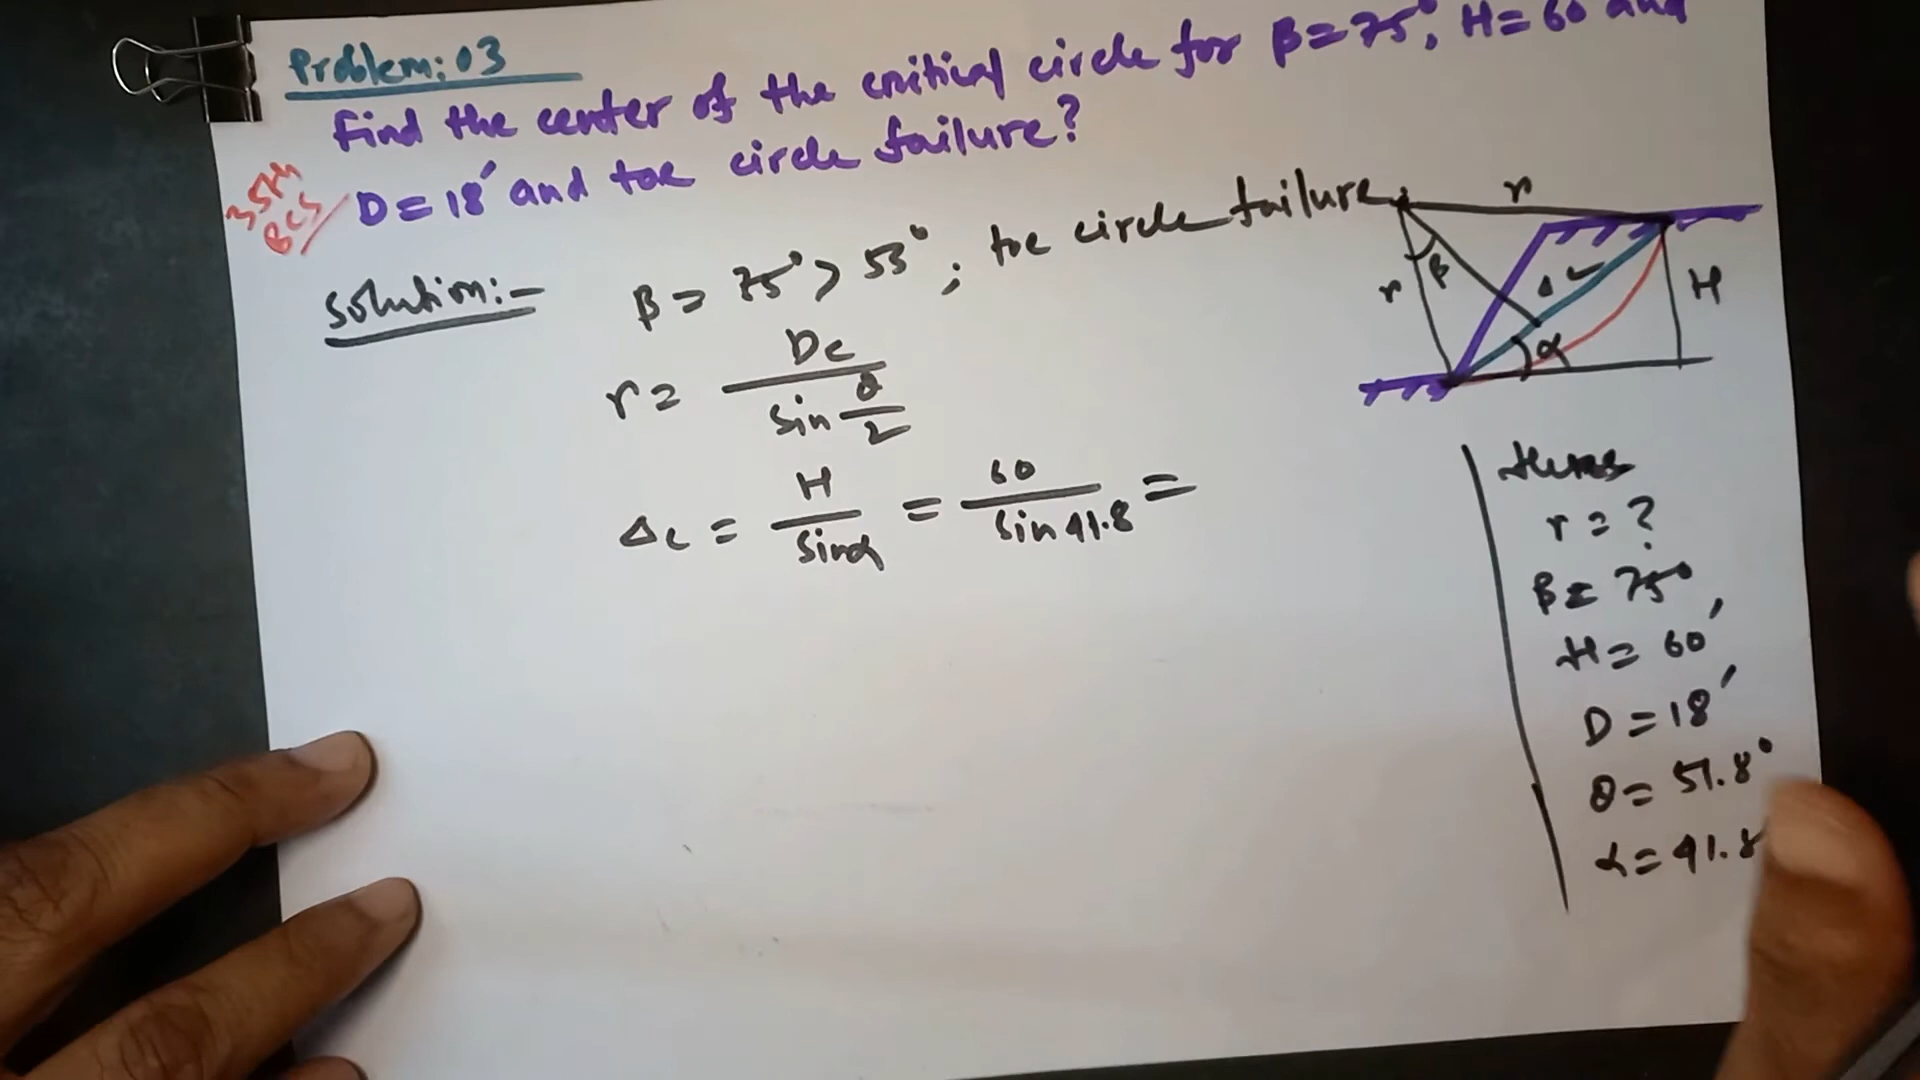 Problem: 03
Find the center of the critical circle for β=75°, H=60 and
D=18' and toe circle failure?
35th
BCS
Solution:-
β = 75° > 53° ; toe circle failure
r = Dc / sin θ/2
Δc = H / sinα = 60 / sin 41.8 =
r
r
β
Δc
α
H
r = ?
β = 75°,
H = 60'
D = 18'
θ = 51.8°
α = 41.8